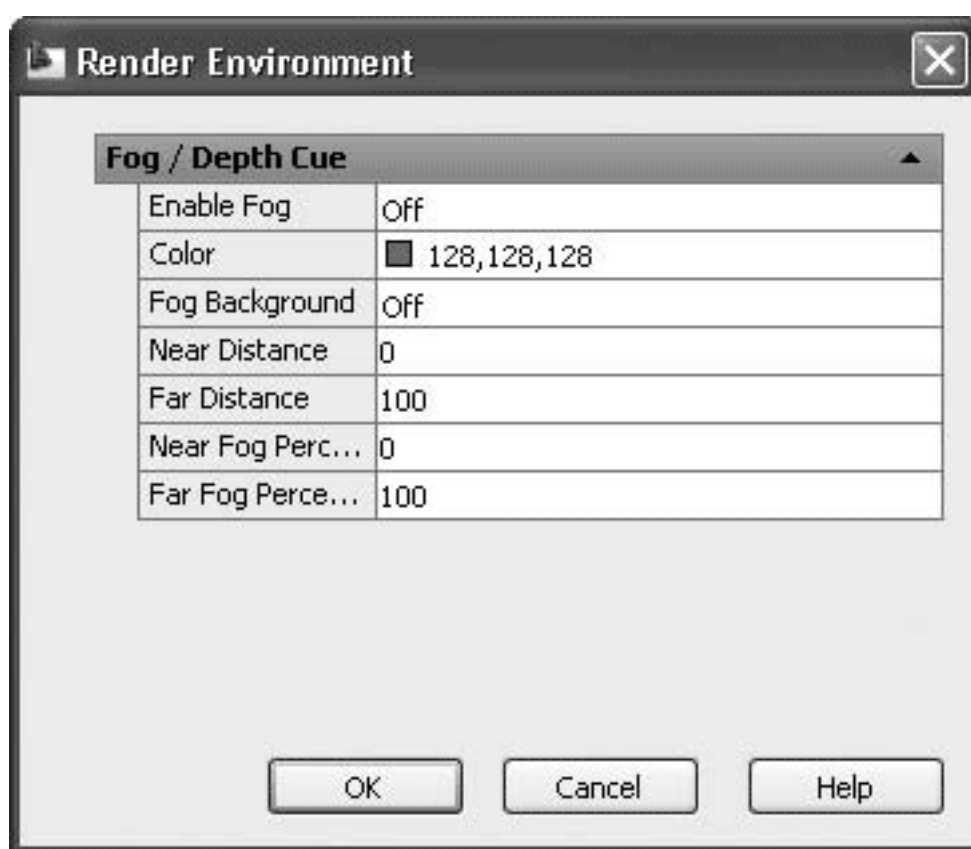 Render Environment
Fog / Depth Cue
Enable Fog Off
Color 128,128,128
Fog Background Off
Near Distance 0
Far Distance 100
Near Fog Perc... 0
Far Fog Perce... 100
OK Cancel Help